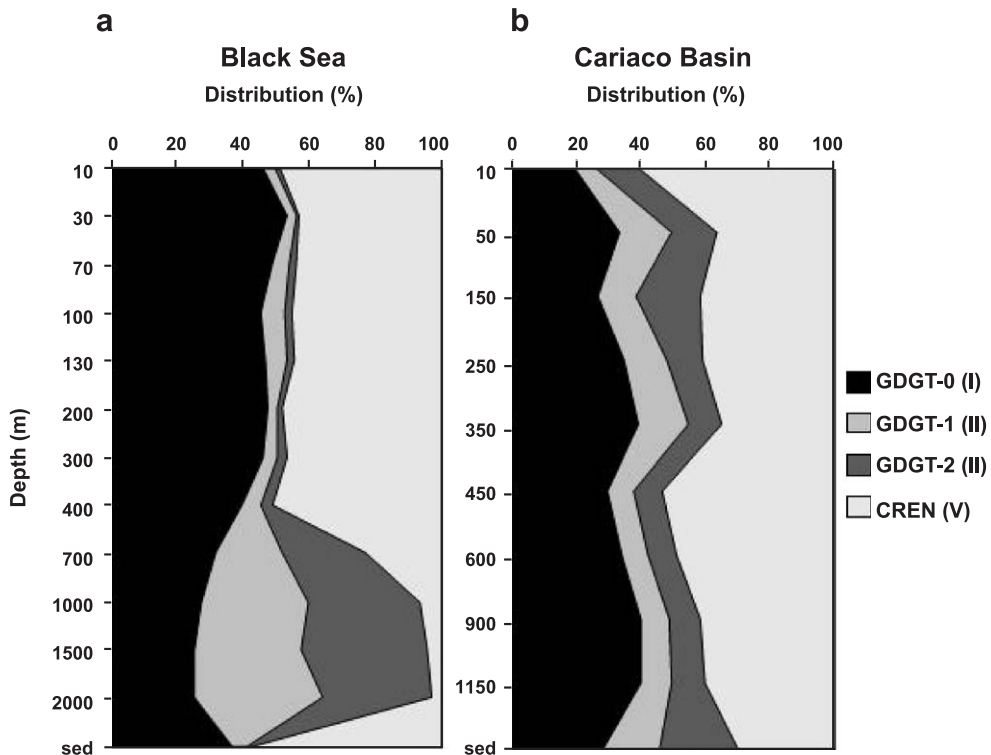 a
Black Sea
Distribution (%)
0 20 40 60 80 100
10
30
70
100
130
200
300
400
700
1000
1500
2000
sed
Depth (m)
b
Cariaco Basin
Distribution (%)
0 20 40 60 80 100
10
50
150
250
350
450
600
900
1150
sed
GDGT-0 (I)
GDGT-1 (II)
GDGT-2 (II)
CREN (V)